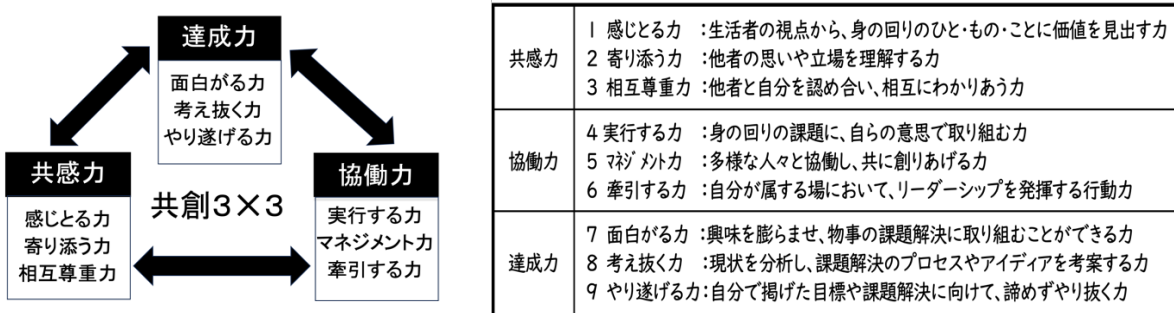 達成力
面白がる力
考え抜く力
やり遂げる力
共感力
感じとる力
寄り添う力
相互尊重力
共創3×3
協働力
実行する力
マネジメント力
牽引する力
共感力
1 感じとる力 :生活者の視点から、身の回りのひと・もの・ことに価値を見出す力
2 寄り添う力 :他者の思いや立場を理解する力
3 相互尊重力 :他者と自分を認め合い、相互にわかりあう力
協働力
4 実行する力 :身の回りの課題に、自らの意思で取り組む力
5 マネジメント力 :多様な人々と協働し、共に創りあげる力
6 牽引する力 :自分が属する場において、リーダーシップを発揮する行動力
達成力
7 面白がる力 :興味を膨らませ、物事の課題解決に取り組むことができる力
8 考え抜く力 :現状を分析し、課題解決のプロセスやアイディアを考案する力
9 やり遂げる力:自分で掲げた目標や課題解決に向けて、諦めずやり抜く力